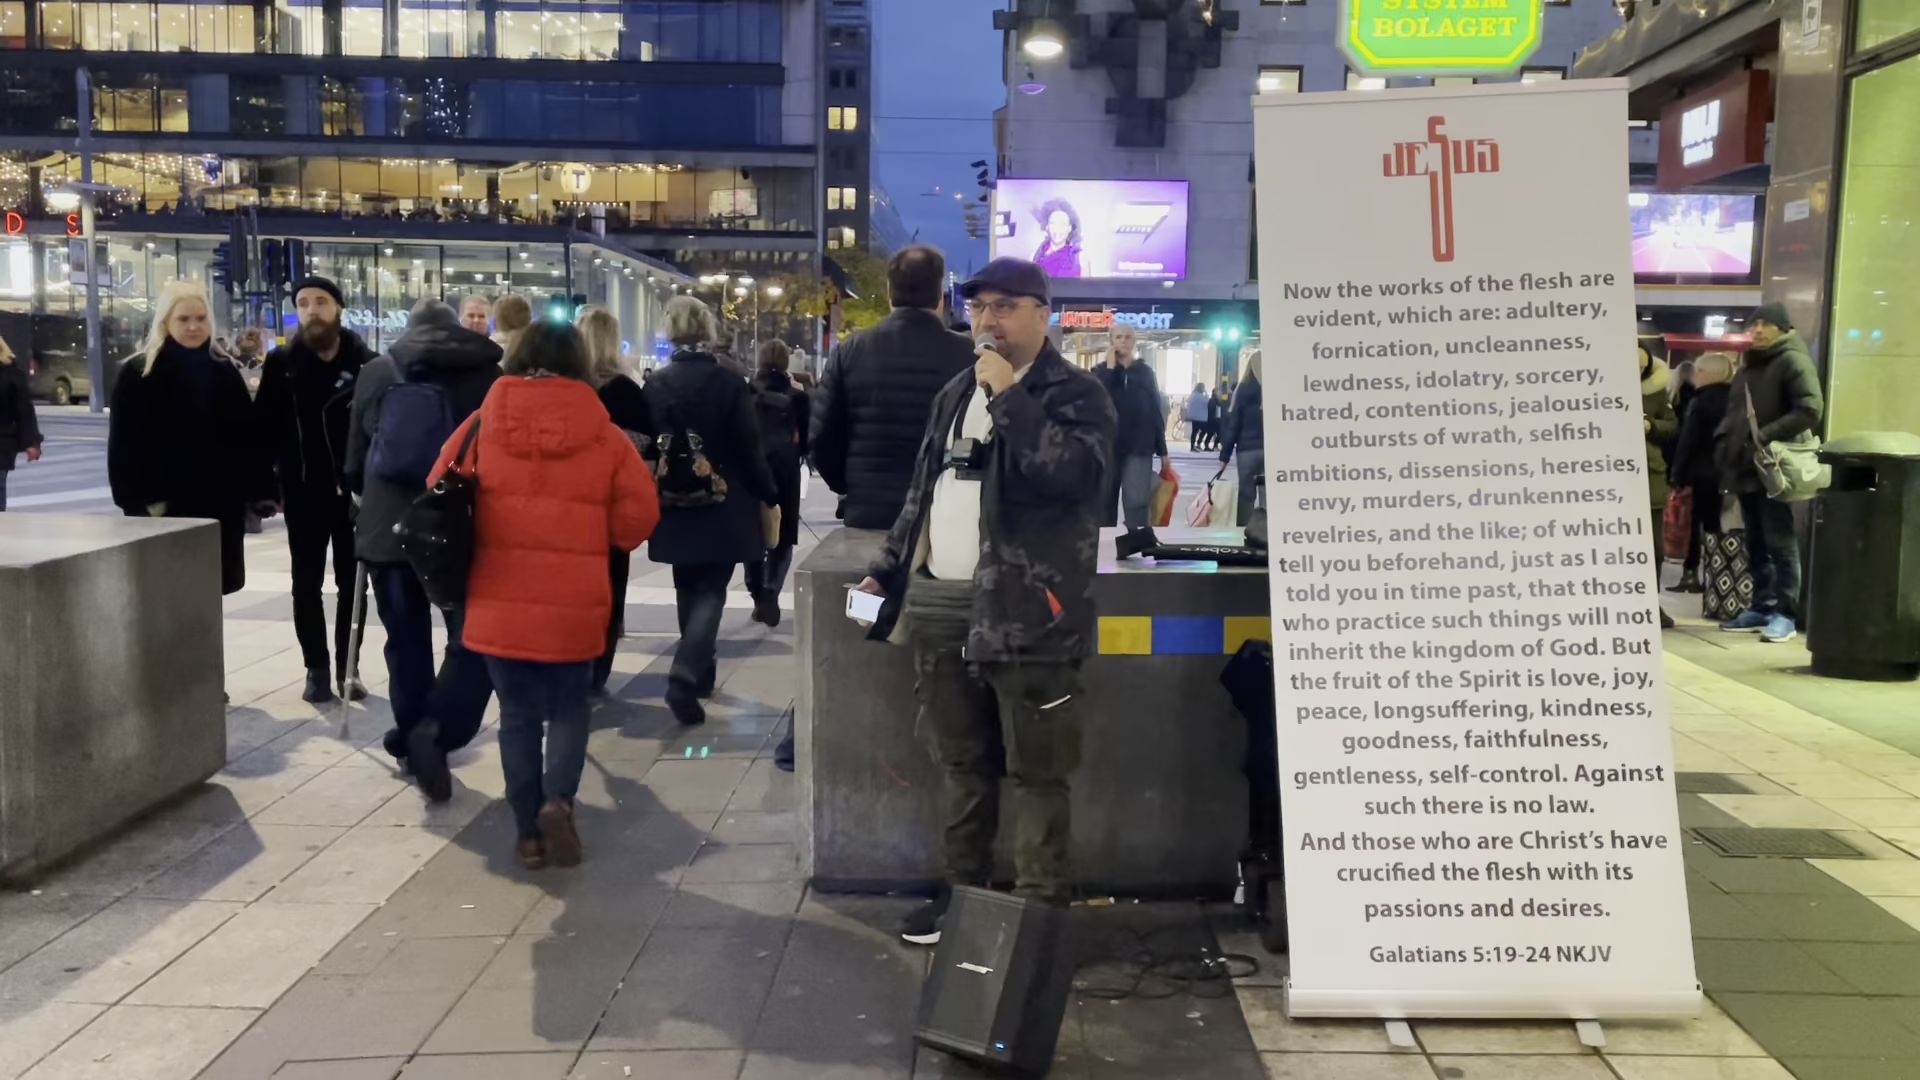 SYSTEM
BOLAGET
T
D S
INTERSPORT
JESUS
Now the works of the flesh are
evident, which are: adultery,
fornication, uncleanness,
lewdness, idolatry, sorcery,
hatred, contentions, jealousies,
outbursts of wrath, selfish
ambitions, dissensions, heresies,
envy, murders, drunkenness,
revelries, and the like; of which I
tell you beforehand, just as I also
told you in time past, that those
who practice such things will not
inherit the kingdom of God. But
the fruit of the Spirit is love, joy,
peace, longsuffering, kindness,
goodness, faithfulness,
gentleness, self-control. Against
such there is no law.
And those who are Christ's have
crucified the flesh with its
passions and desires.
Galatians 5:19-24 NKJV
BOSE